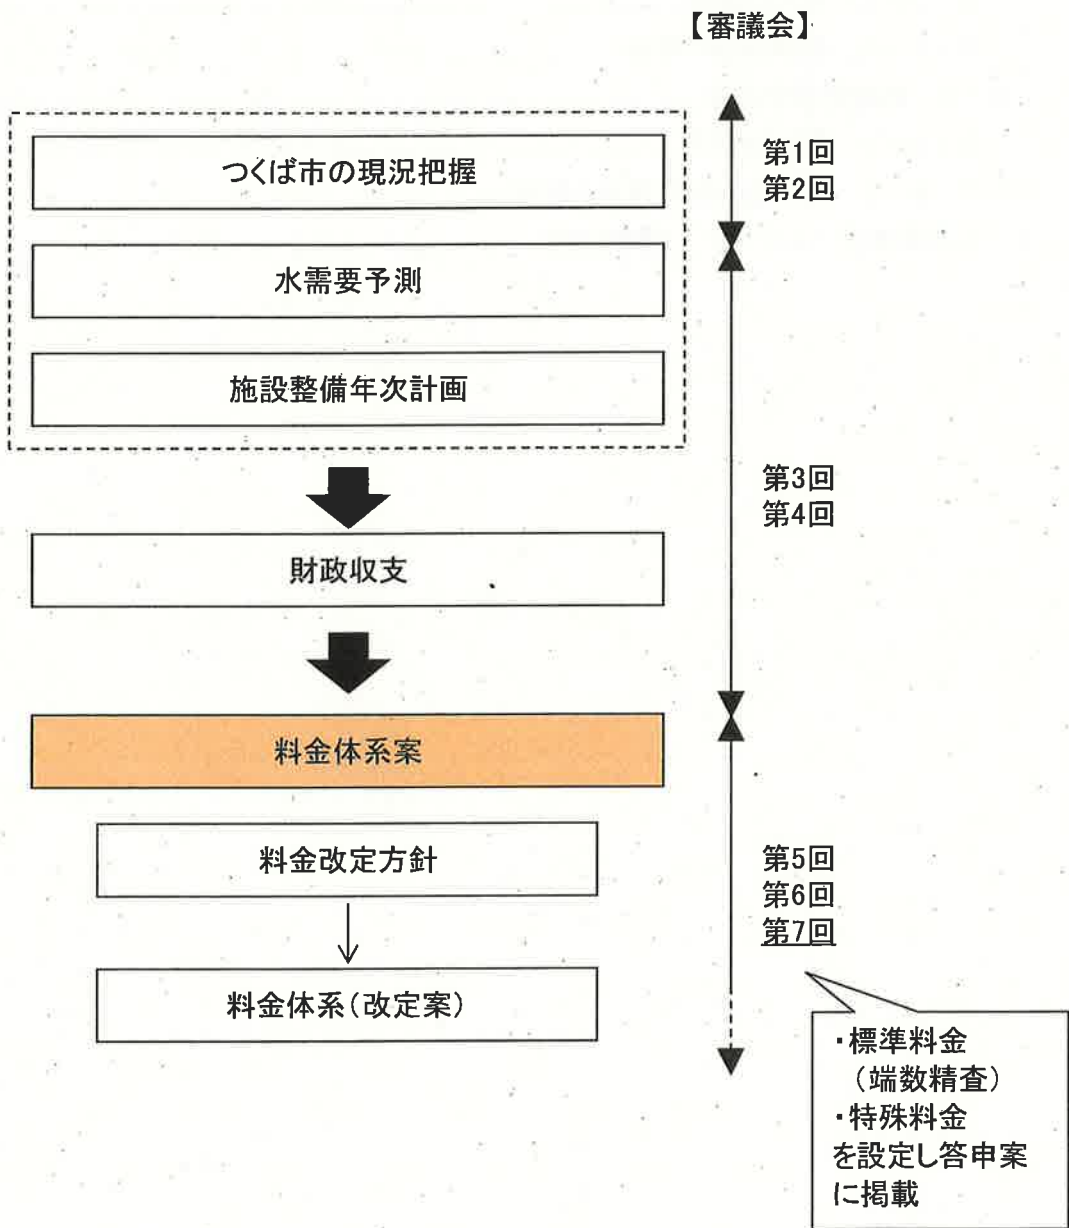 【審議会】
つくば市の現況把握
水需要予測
施設整備年次計画
財政収支
料金体系案
料金改定方針
料金体系(改定案)
第1回
第2回
第3回
第4回
第5回
第6回
第7回
・標準料金
(端数精査)
・特殊料金
を設定し答申案
に掲載